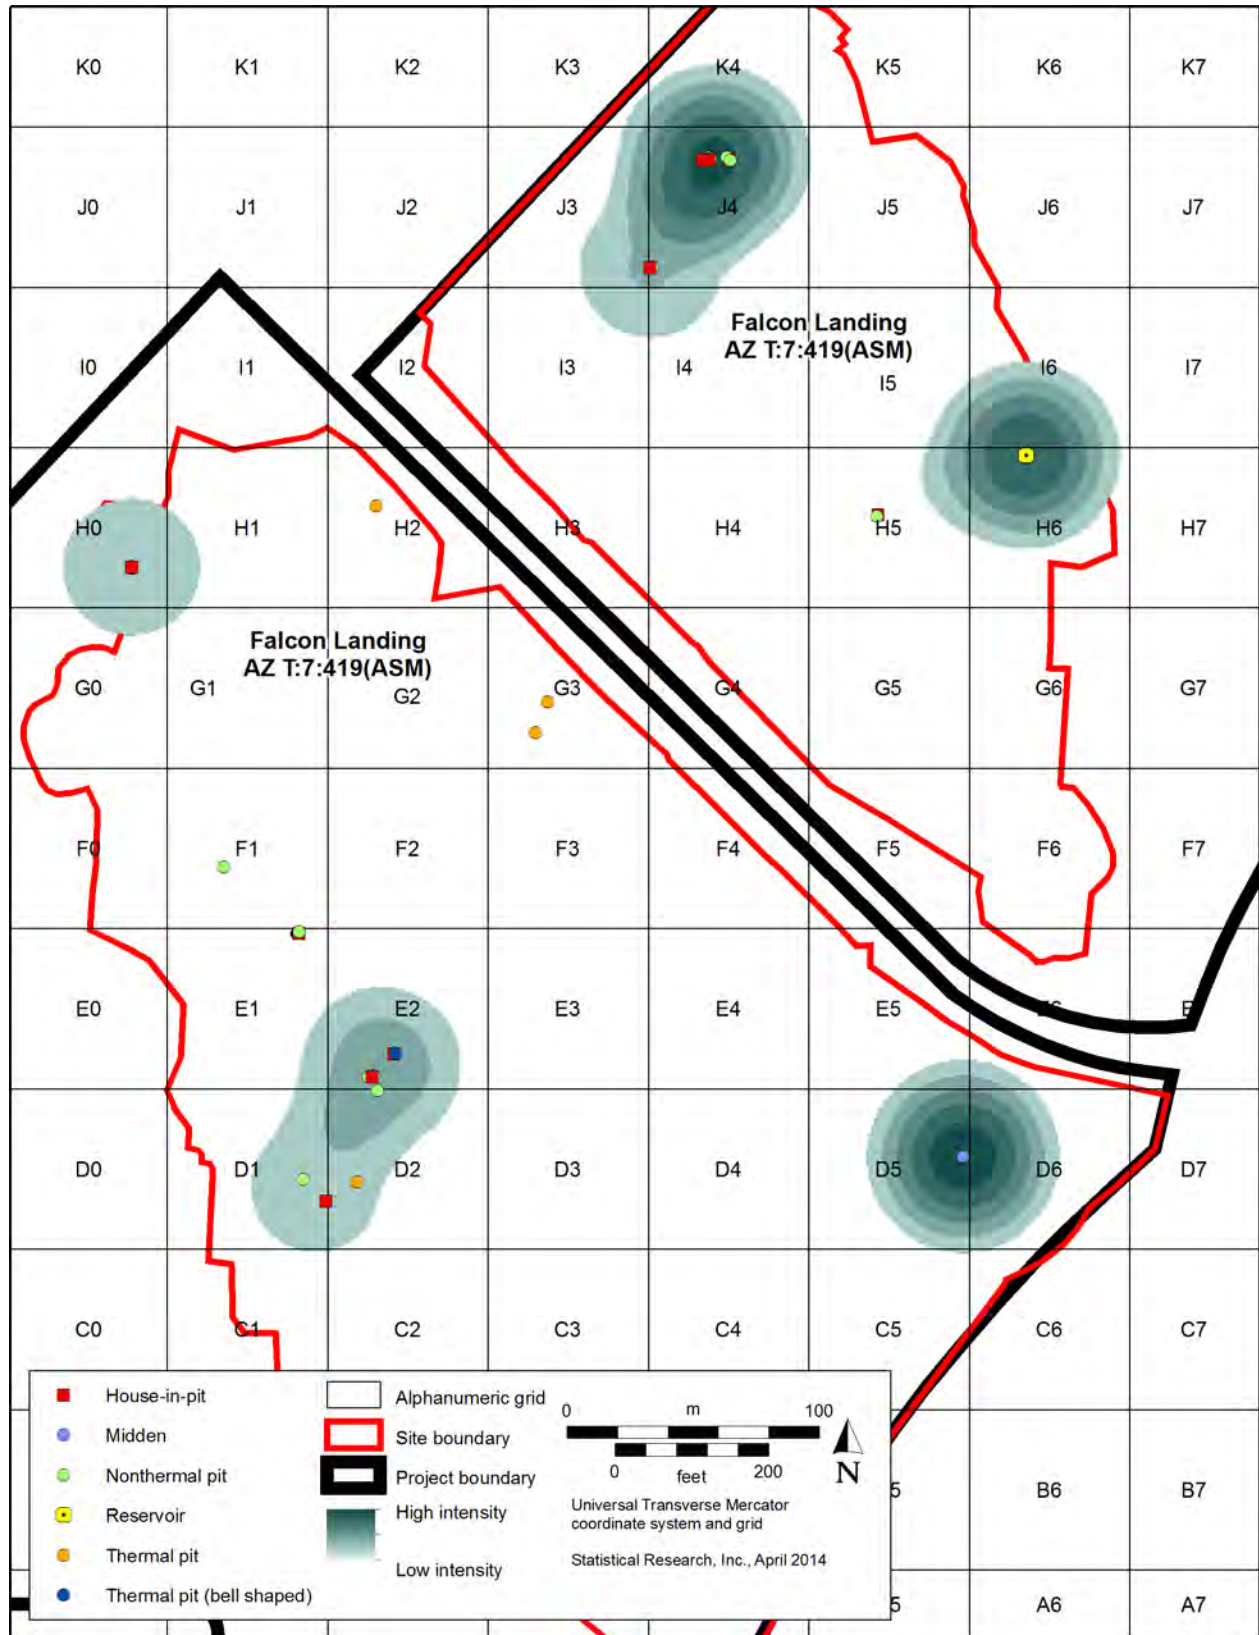 K0 K1 K2 K3 K4 K5 K6 K7
J0 J1 J2 J3 J4 J5 J6 J7
Falcon Landing
AZ T:7:419(ASM)
I0 I1 I2 I3 I4 I5 I6 I7
H0 H1 H2 H3 H4 H5 H6 H7
Falcon Landing
AZ T:7:419(ASM)
G0 G1 G2 G3 G4 G5 G6 G7
F0 F1 F2 F3 F4 F5 F6 F7
E0 E1 E2 E3 E4 E5
D0 D1 D2 D3 D4 D5 D6 D7
C0 C1 C2 C3 C4 C5 C6 C7
B6 B7
A6 A7
House-in-pit
Midden
Nonthermal pit
Reservoir
Thermal pit
Thermal pit (bell shaped)
Alphanumeric grid
Site boundary
Project boundary
High intensity
Low intensity
0 m 100
0 feet 200
N
Universal Transverse Mercator
coordinate system and grid
Statistical Research, Inc., April 2014